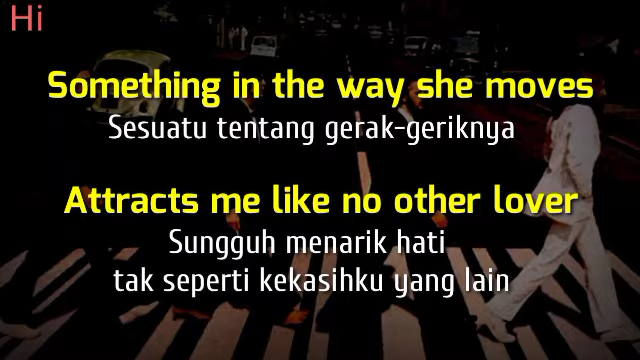 Hi
Something in the way she moves
Sesuatu tentang gerak-geriknya
Attracts me like no other lover
Sungguh menarik hati
tak seperti kekasihku yang lain